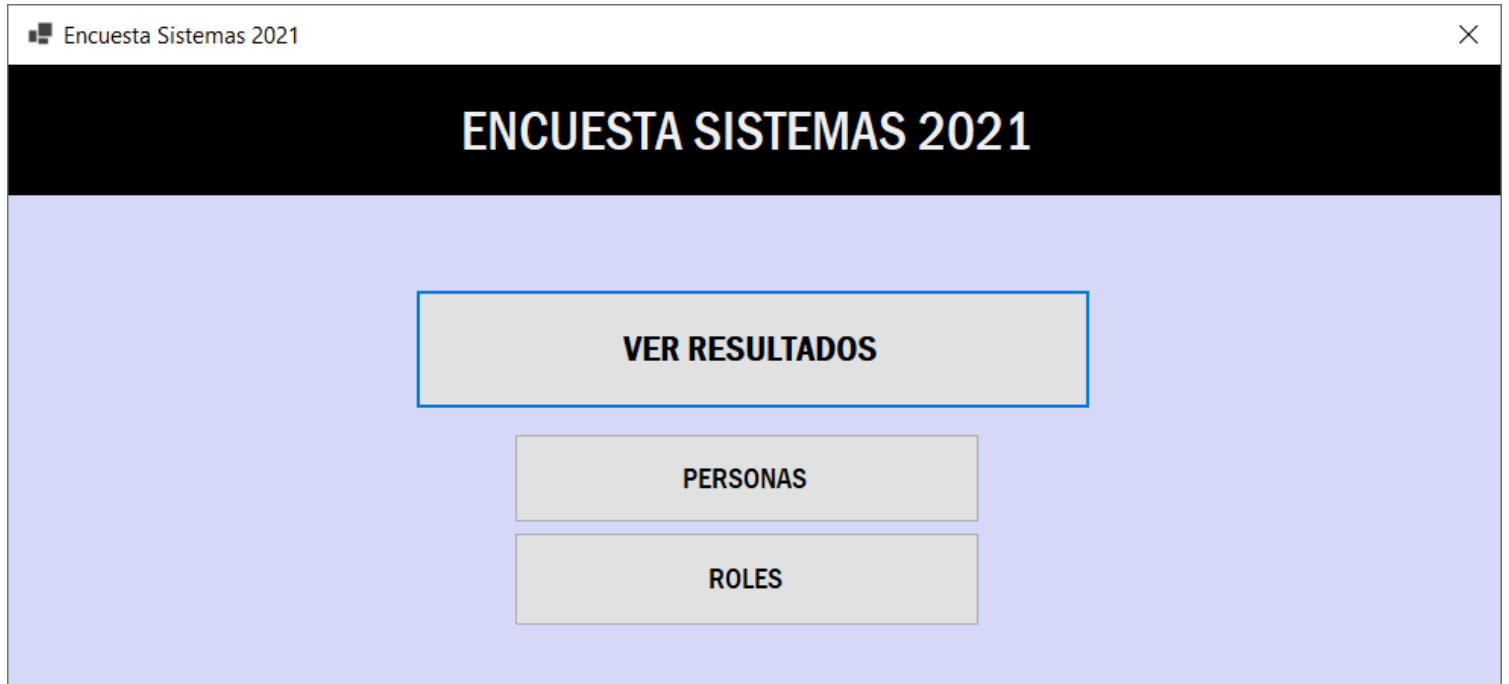 Encuesta Sistemas 2021
ENCUESTA SISTEMAS 2021
VER RESULTADOS
PERSONAS
ROLES